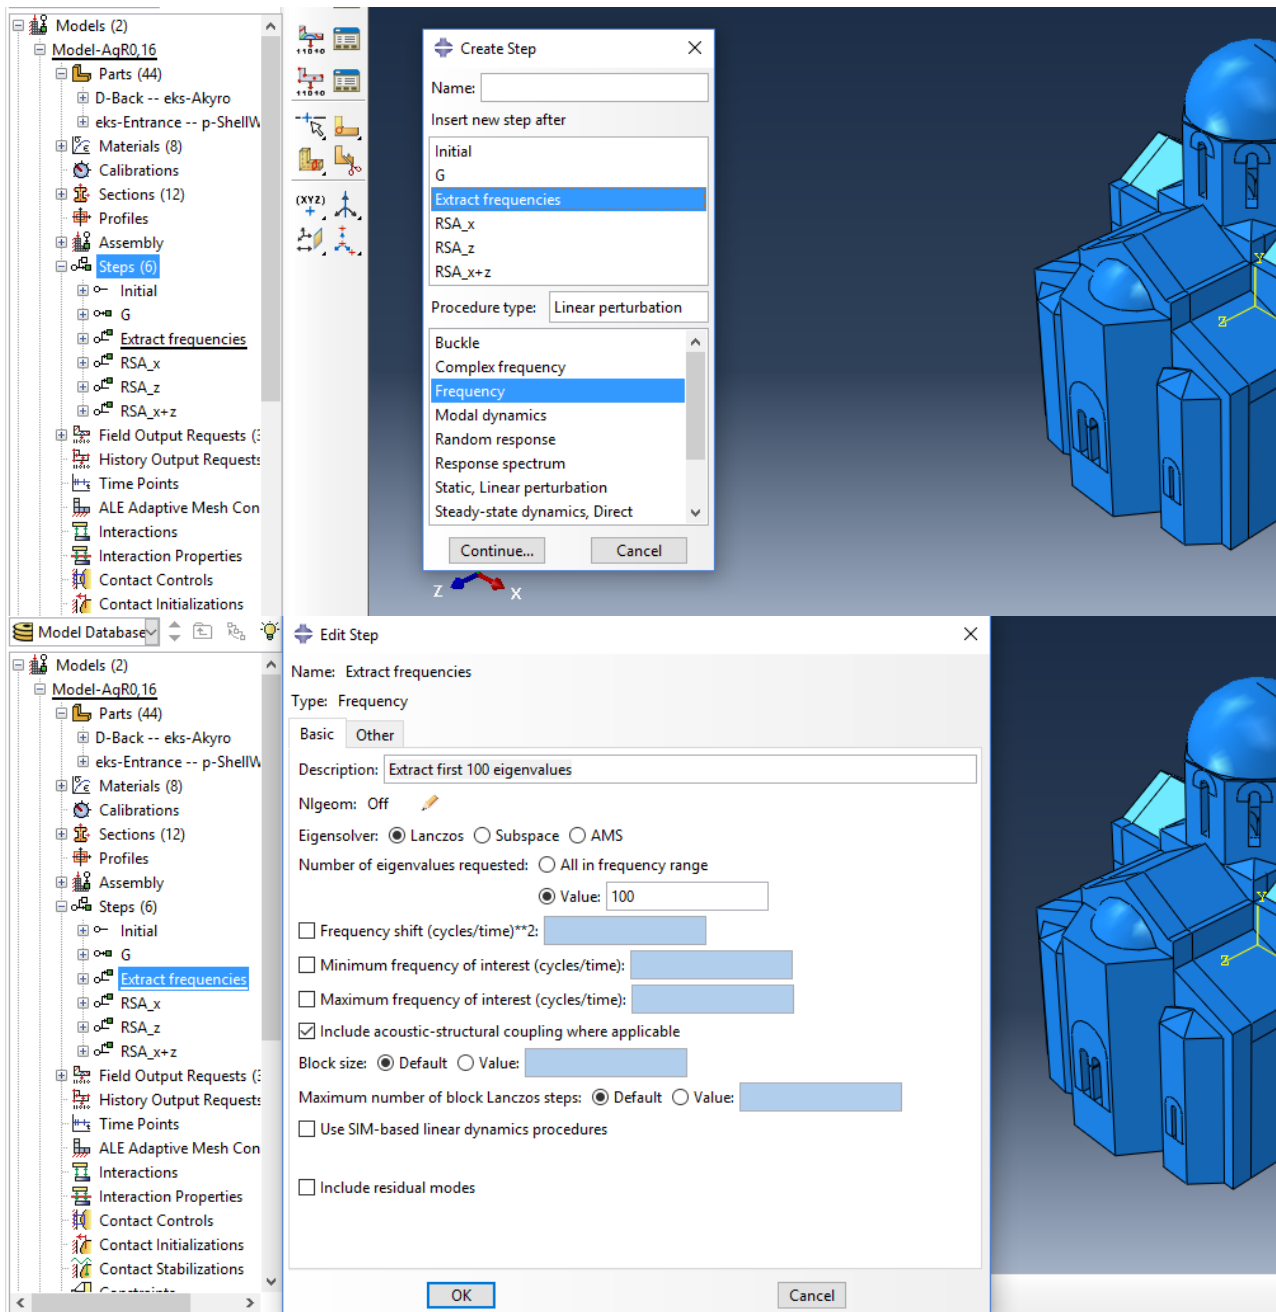 Models (2)
Model-AgR0,16
Parts (44)
D-Back -- eks-Akyro
eks-Entrance -- p-ShellW
Materials (8)
Calibrations
Sections (12)
Profiles
Assembly
Steps (6)
Initial
G
Extract frequencies
RSA_x
RSA_z
RSA_x+z
Field Output Requests (3
History Output Requests
Time Points
ALE Adaptive Mesh Con
Interactions
Interaction Properties
Contact Controls
Contact Initializations
(XYZ)
Create Step
Name:
Insert new step after
Initial
G
Extract frequencies
RSA_x
RSA_z
RSA_x+z
Procedure type: Linear perturbation
Buckle
Complex frequency
Frequency
Modal dynamics
Random response
Response spectrum
Static, Linear perturbation
Steady-state dynamics, Direct
Continue... Cancel
Z X
Y
Z
Model Database
Models (2)
Model-AgR0,16
Parts (44)
D-Back -- eks-Akyro
eks-Entrance -- p-ShellW
Materials (8)
Calibrations
Sections (12)
Profiles
Assembly
Steps (6)
Initial
G
Extract frequencies
RSA_x
RSA_z
RSA_x+z
Field Output Requests (3
History Output Requests
Time Points
ALE Adaptive Mesh Con
Interactions
Interaction Properties
Contact Controls
Contact Initializations
Contact Stabilizations
Edit Step
Name: Extract frequencies
Type: Frequency
Basic Other
Description: Extract first 100 eigenvalues
Nlgeom: Off
Eigensolver: Lanczos Subspace AMS
Number of eigenvalues requested: All in frequency range
Value: 100
Frequency shift (cycles/time)**2:
Minimum frequency of interest (cycles/time):
Maximum frequency of interest (cycles/time):
Include acoustic-structural coupling where applicable
Block size: Default Value:
Maximum number of block Lanczos steps: Default Value:
Use SIM-based linear dynamics procedures
Include residual modes
OK Cancel
Y
Z